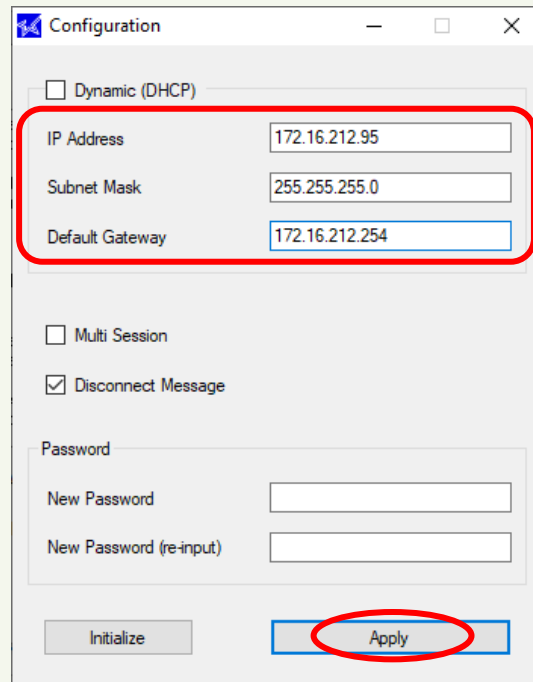 Configuration
Dynamic (DHCP)
IP Address 172.16.212.95
Subnet Mask 255.255.255.0
Default Gateway 172.16.212.254
Multi Session
Disconnect Message
Password
New Password
New Password (re-input)
Initialize Apply